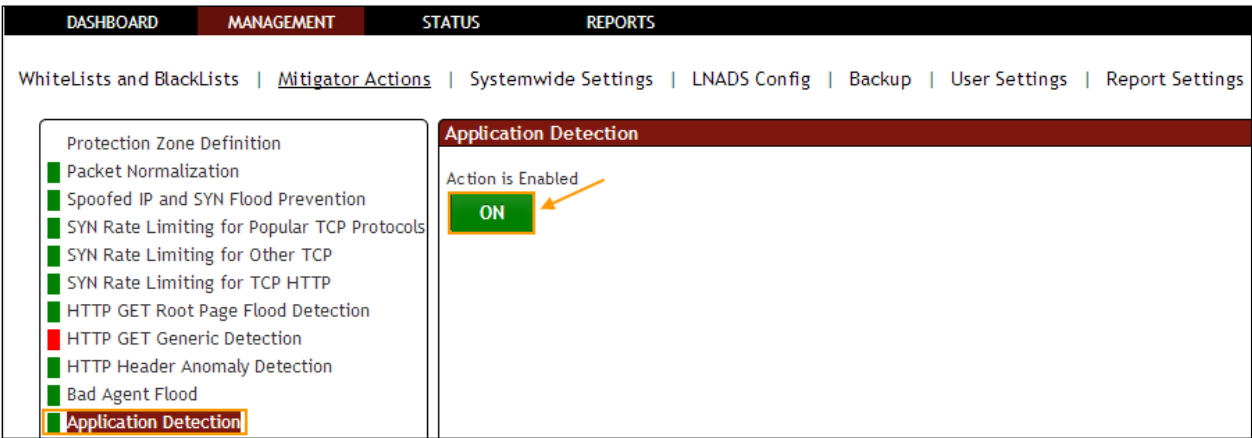 DASHBOARD MANAGEMENT STATUS REPORTS
WhiteLists and BlackLists | Mitigator Actions | Systemwide Settings | LNADS Config | Backup | User Settings | Report Settings
Protection Zone Definition
Packet Normalization
Spoofed IP and SYN Flood Prevention
SYN Rate Limiting for Popular TCP Protocols
SYN Rate Limiting for Other TCP
SYN Rate Limiting for TCP HTTP
HTTP GET Root Page Flood Detection
HTTP GET Generic Detection
HTTP Header Anomaly Detection
Bad Agent Flood
Application Detection
Application Detection
Action is Enabled
ON